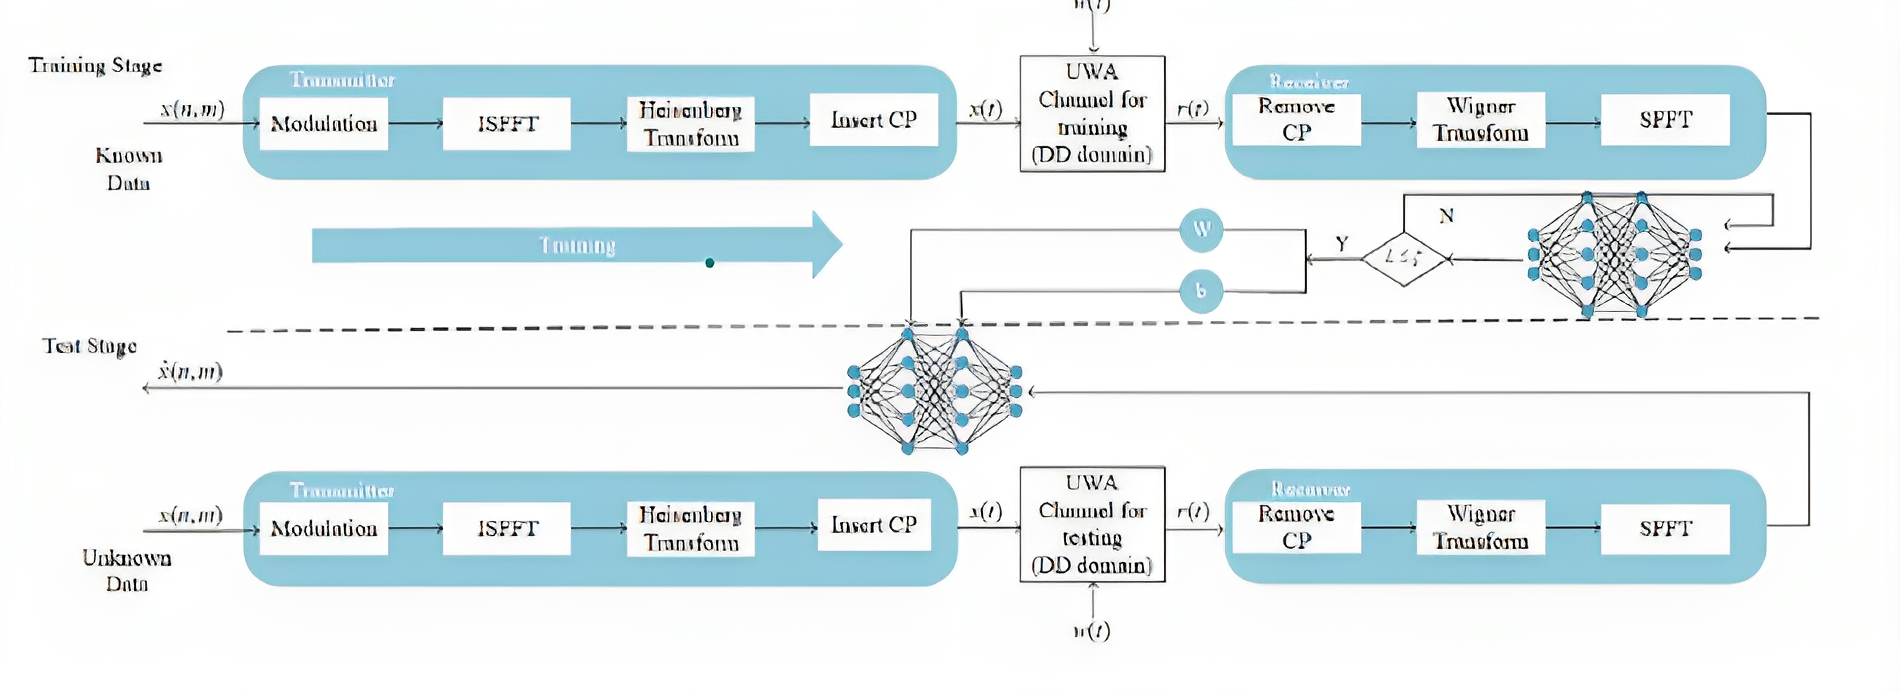 Training Stage
Transmitter
x(n,m)
Known
Data
Modulation
ISFFT
Heisenberg
Transform
Insert CP
x(t)
UWA
Channel for
training
(DD domain)
r(t)
Receiver
Remove
CP
Wigner
Transform
SFFT
Training
W
b
Y
N
Test Stage
x̂(n,m)
Transmitter
x(n,m)
Unknown
Data
Modulation
ISFFT
Heisenberg
Transform
Insert CP
x(t)
UWA
Channel for
testing
(DD domain)
w(t)
r(t)
Receiver
Remove
CP
Wigner
Transform
SFFT